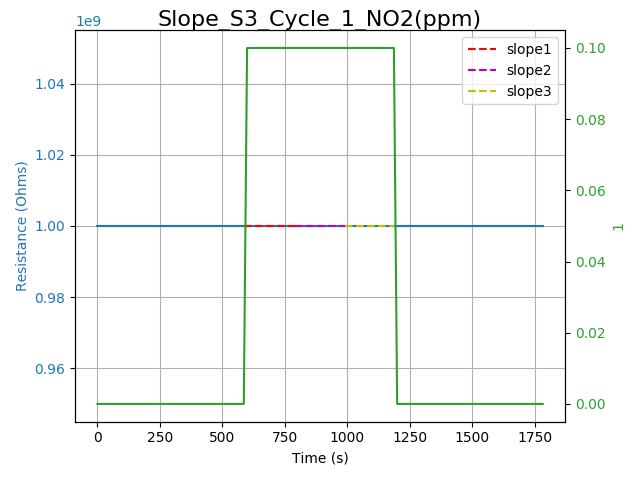 Slope_S3_Cycle_1_NO2(ppm)
1e9
slope1
slope2
slope3
1.04
1.02
1.00
0.98
0.96
Resistance (Ohms)
0.10
0.08
0.06
0.04
0.02
0.00
1
0 250 500 750 1000 1250 1500 1750
Time (s)